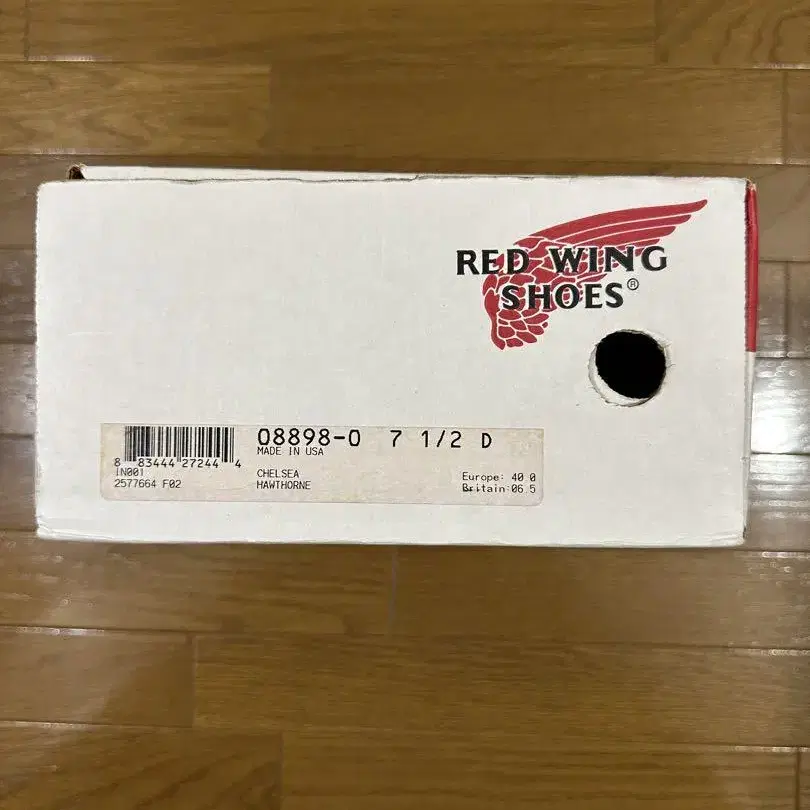 RED WING
SHOES®
08898-0 7 1/2 D
MADE IN USA
8 83444 27244 4
IN001
2577664 F02
CHELSEA
HAWTHORNE
Europe: 40 0
Britain:06 5